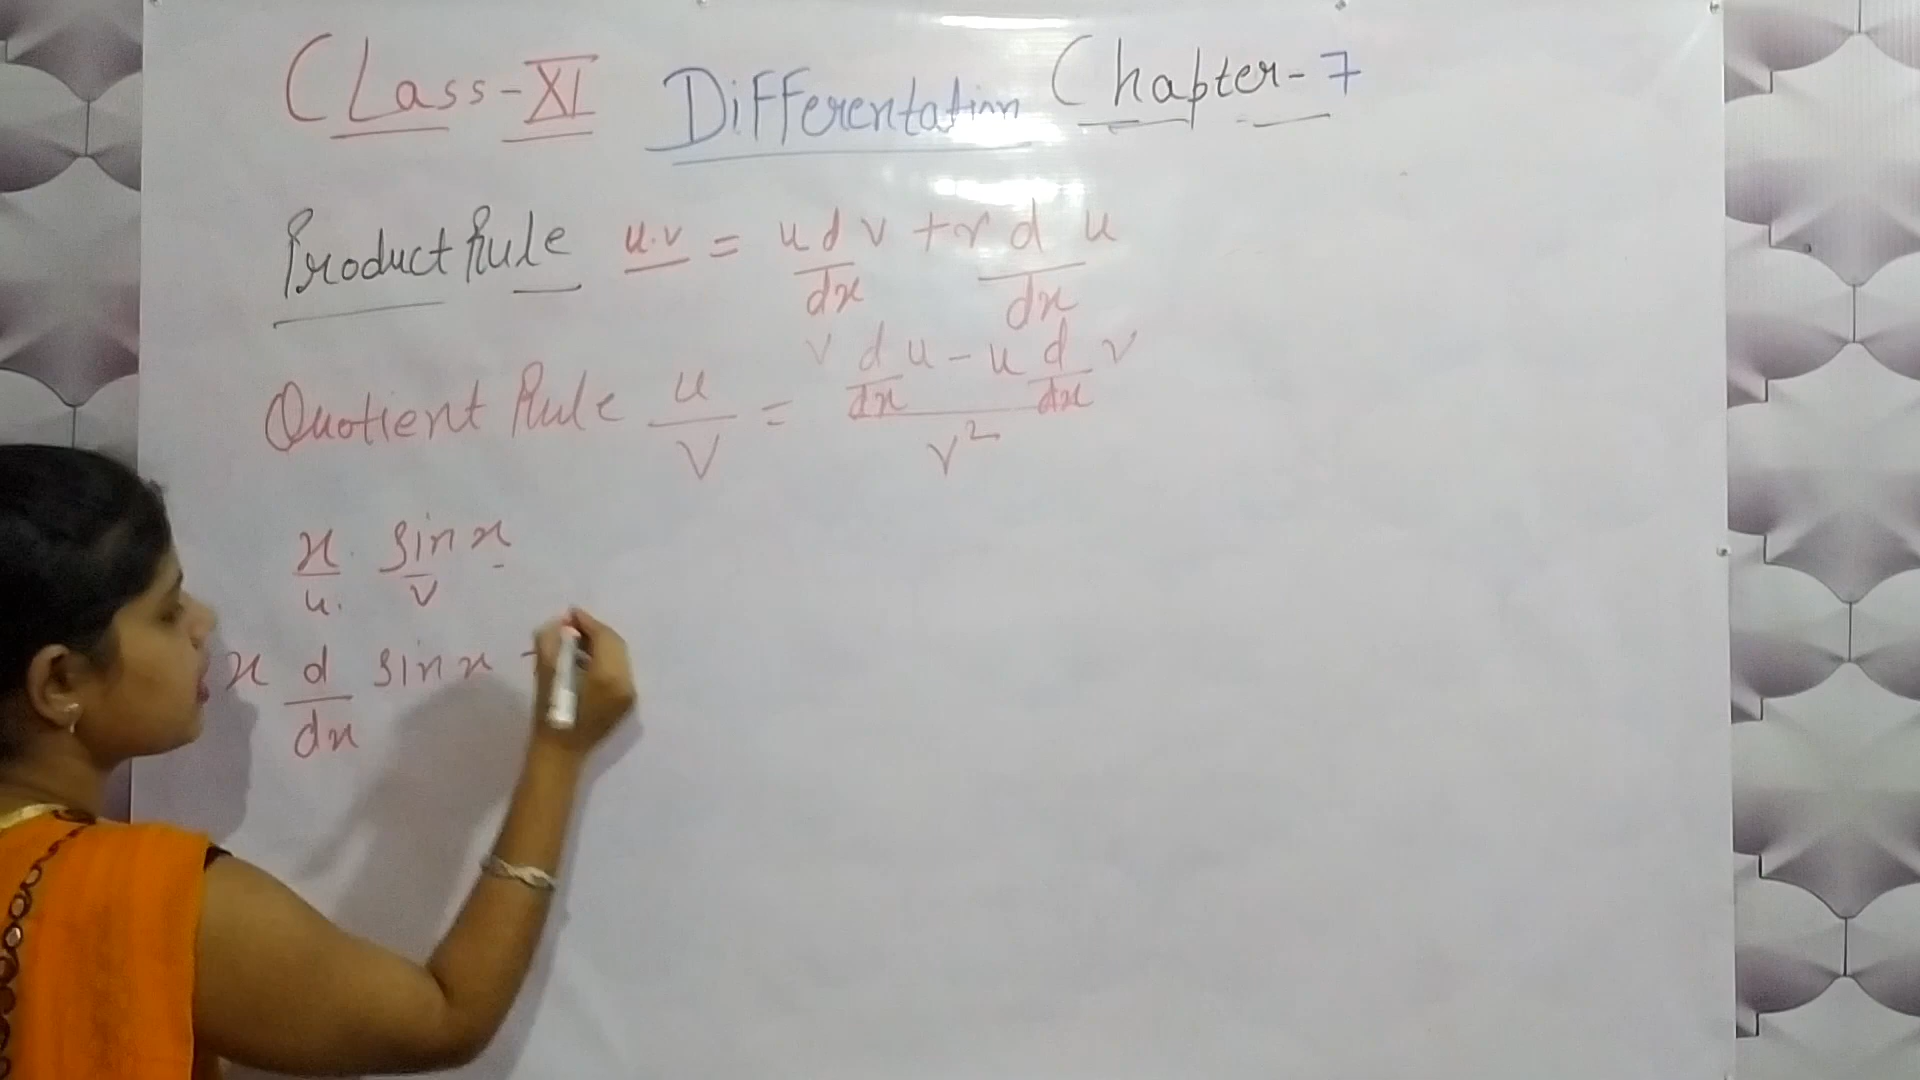 CLass-XI Differentation Chapter-7
Product Rule u.v = u d/dx v + v d/dx u
Quotient Rule u/v = (v d/dx u - u d/dx v)/v²
x . sin x
u. v
x d/dx sin x +